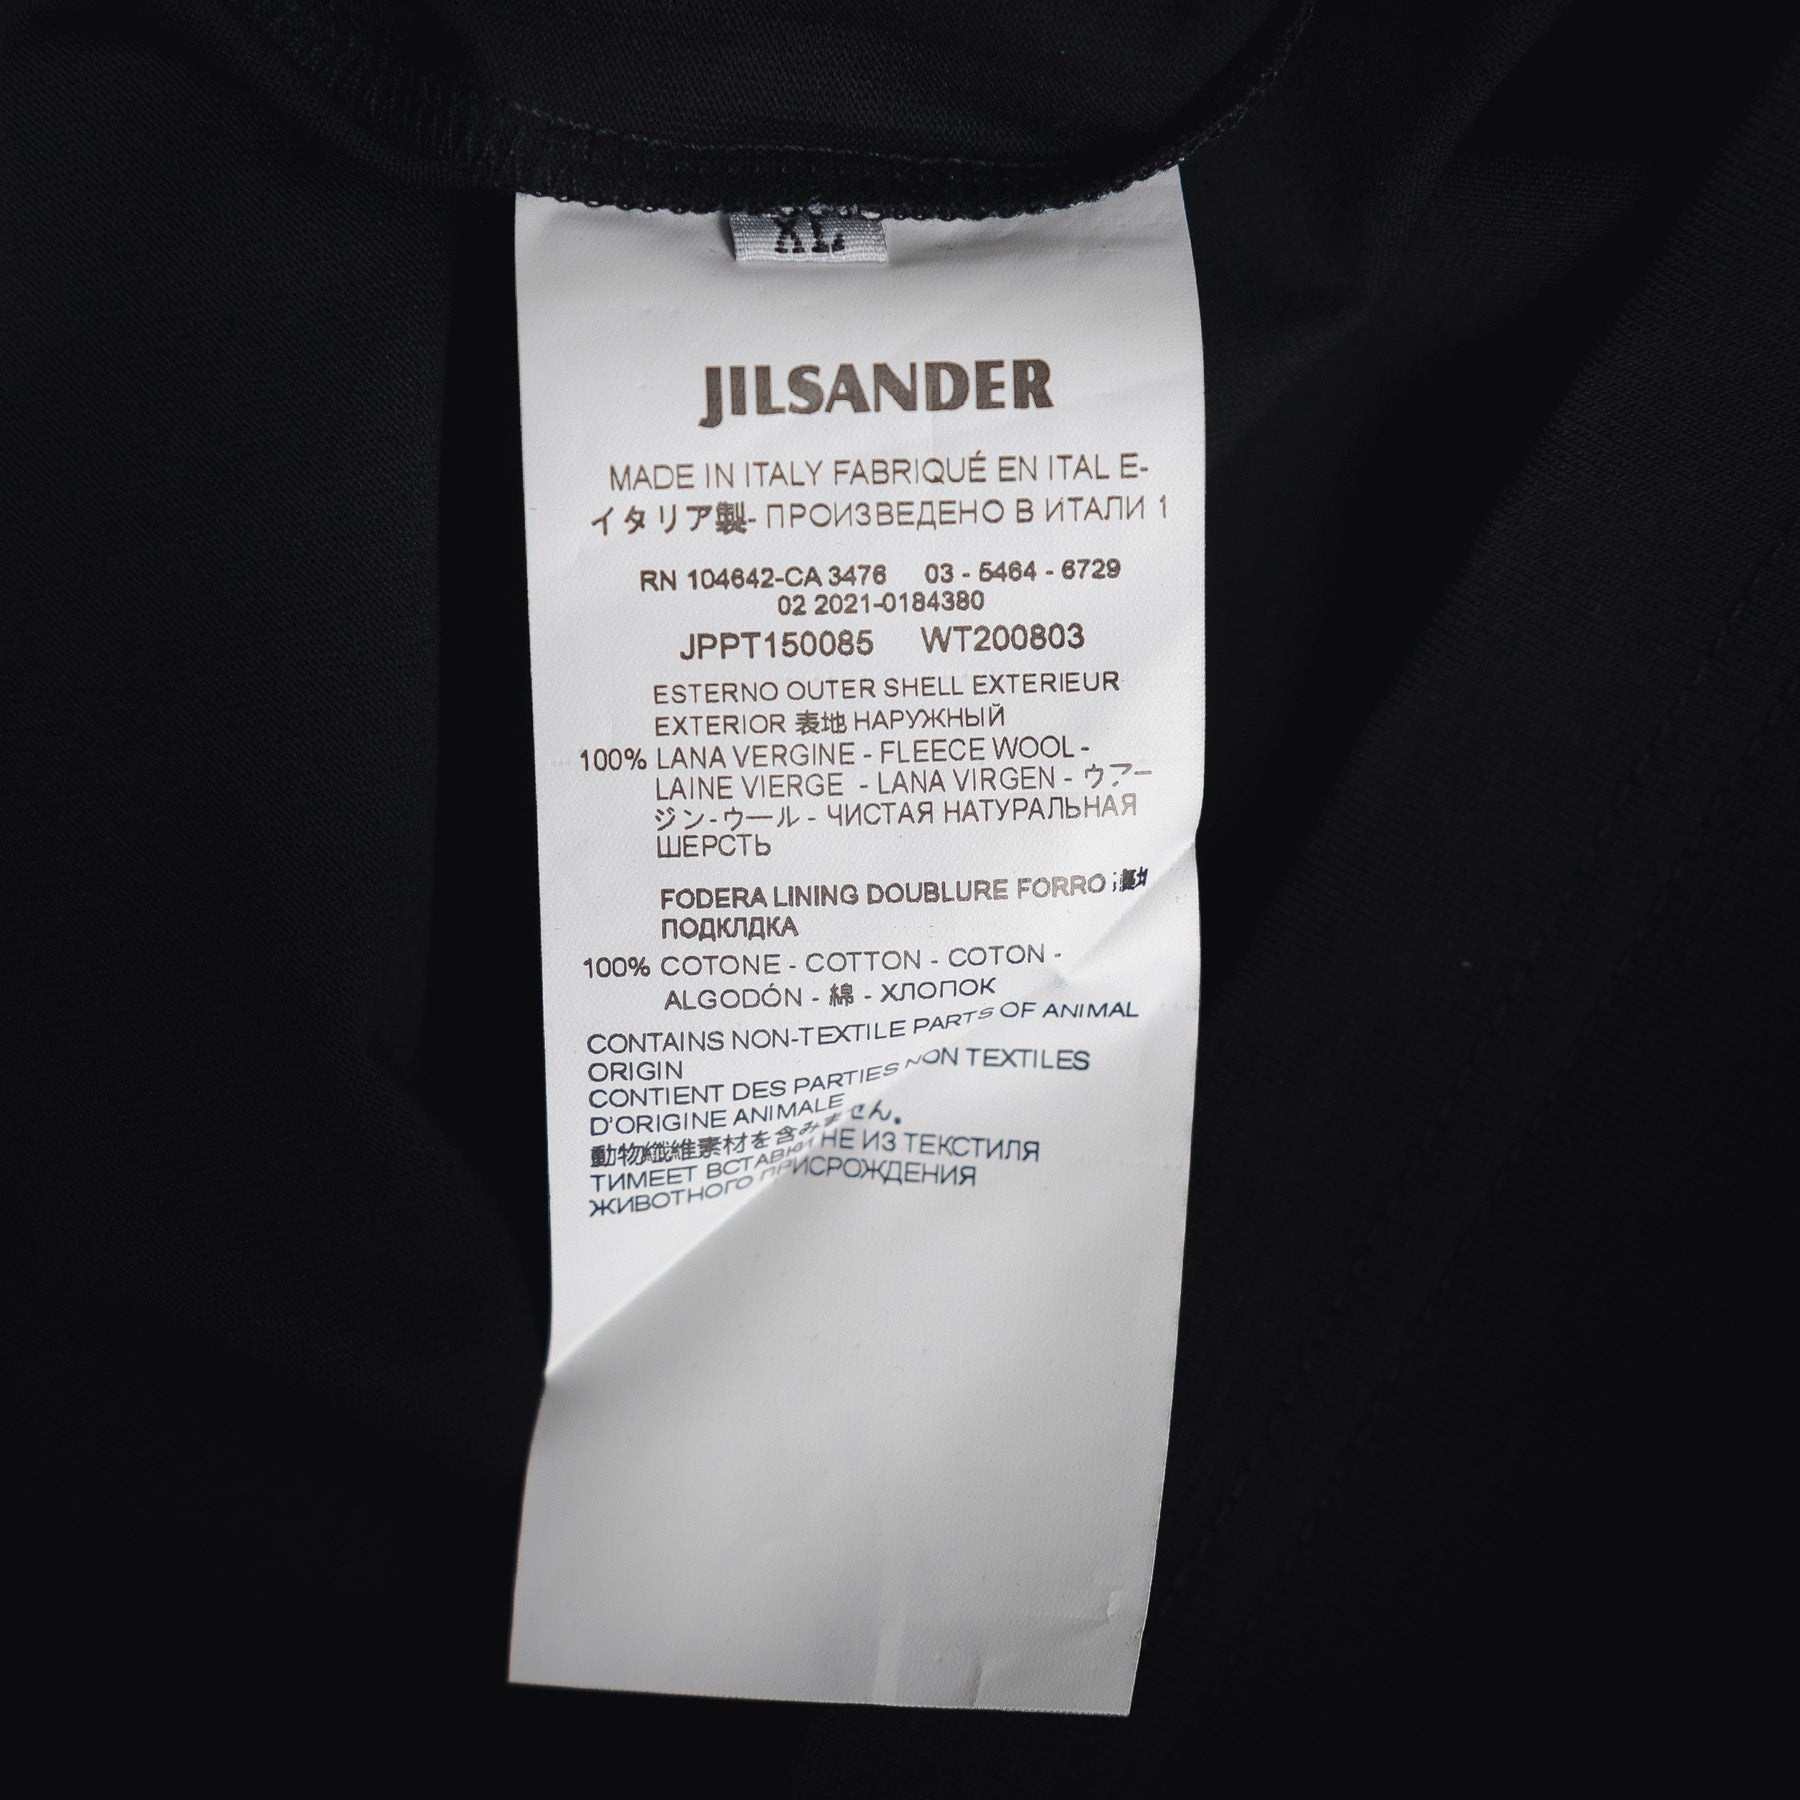 XL
JILSANDER
MADE IN ITALY FABRIQUÉ EN ITAL E-
イタリア製- ПРОИЗВЕДЕНО В ИТАЛИ 1
RN 104642-CA 3476 03 - 5464 - 6729
02 2021-0184380
JPPT150085 WT200803
ESTERNO OUTER SHELL EXTERIEUR
EXTERIOR 表地 НАРУЖНЫЙ
100% LANA VERGINE - FLEECE WOOL -
LAINE VIERGE - LANA VIRGEN - ウアー
ジン-ウール - ЧИСТАЯ НАТУРАЛЬНАЯ
ШЕРСТЬ
FODERA LINING DOUBLURE FORRO
ПОДКЛДКА
100% COTONE - COTTON - COTON -
ALGODÓN - 綿 - ХЛОПОК
CONTAINS NON-TEXTILE PARTS OF ANIMAL
ORIGIN
CONTIENT DES PARTIES NON TEXTILES
D'ORIGINE ANIMALE
動物繊維素材を含みません。
ТИМЕЕТ ВСТАВКИ НЕ ИЗ ТЕКСТИЛЯ
ЖИВОТНОГО ПРИСРОЖДЕНИЯ